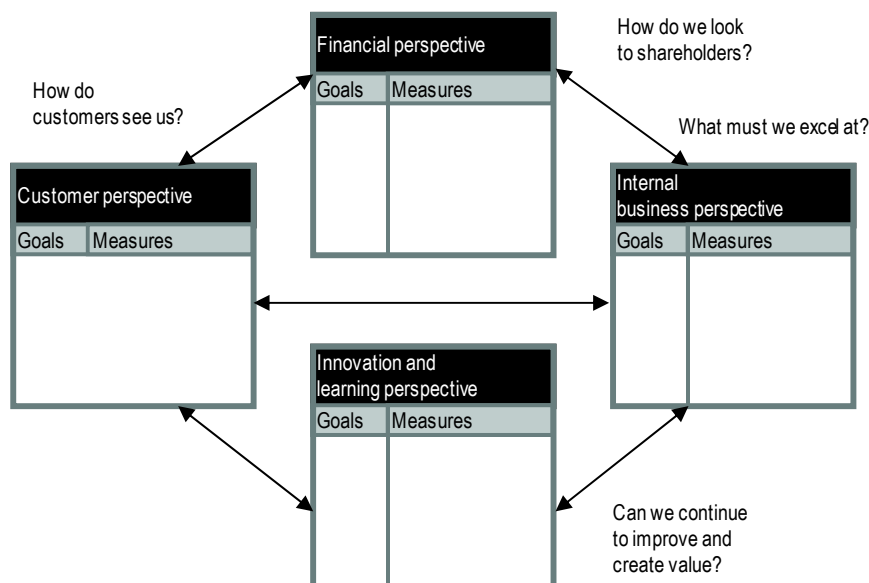 Financial perspective
Goals Measures
How do we look
to shareholders?
How do
customers see us?
What must we excel at?
Customer perspective
Goals Measures
Internal
business perspective
Goals Measures
Innovation and
learning perspective
Goals Measures
Can we continue
to improve and
create value?